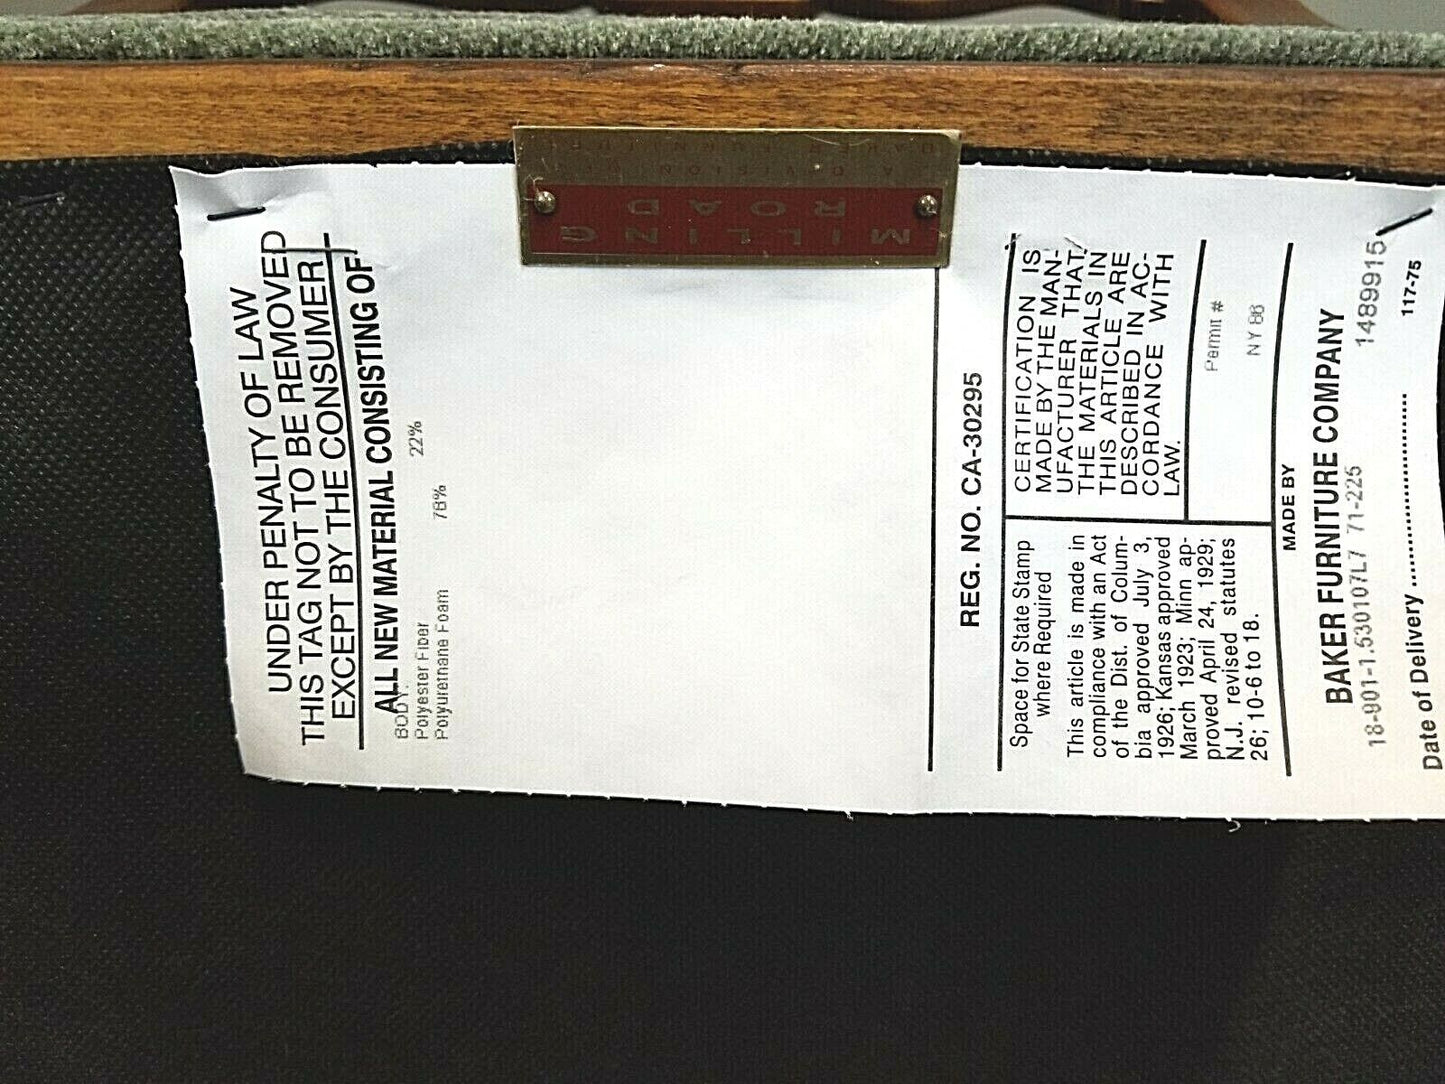 MILLING
ROAD
A DIVISION OF
BAKER FURNITURE
UNDER PENALTY OF LAW
THIS TAG NOT TO BE REMOVED
EXCEPT BY THE CONSUMER
ALL NEW MATERIAL CONSISTING OF
BODY:
Polyester Fiber 22%
Polyurethane Foam 78%
REG. NO. CA-30295
Space for State Stamp
where Required
This article is made in
compliance with an Act
of the Dist. of Colum-
bia approved July 3,
1926; Kansas approved
March 1923; Minn ap-
proved April 24, 1929;
N.J. revised statutes
26; 10-6 to 18.
CERTIFICATION IS
MADE BY THE MAN-
UFACTURER THAT
THE MATERIALS IN
THIS ARTICLE ARE
DESCRIBED IN AC-
CORDANCE WITH
LAW.
Permit #
NY 86
MADE BY
BAKER FURNITURE COMPANY
18-901-1.530107L7 71-225 1489915
Date of Delivery ........................... 117-75